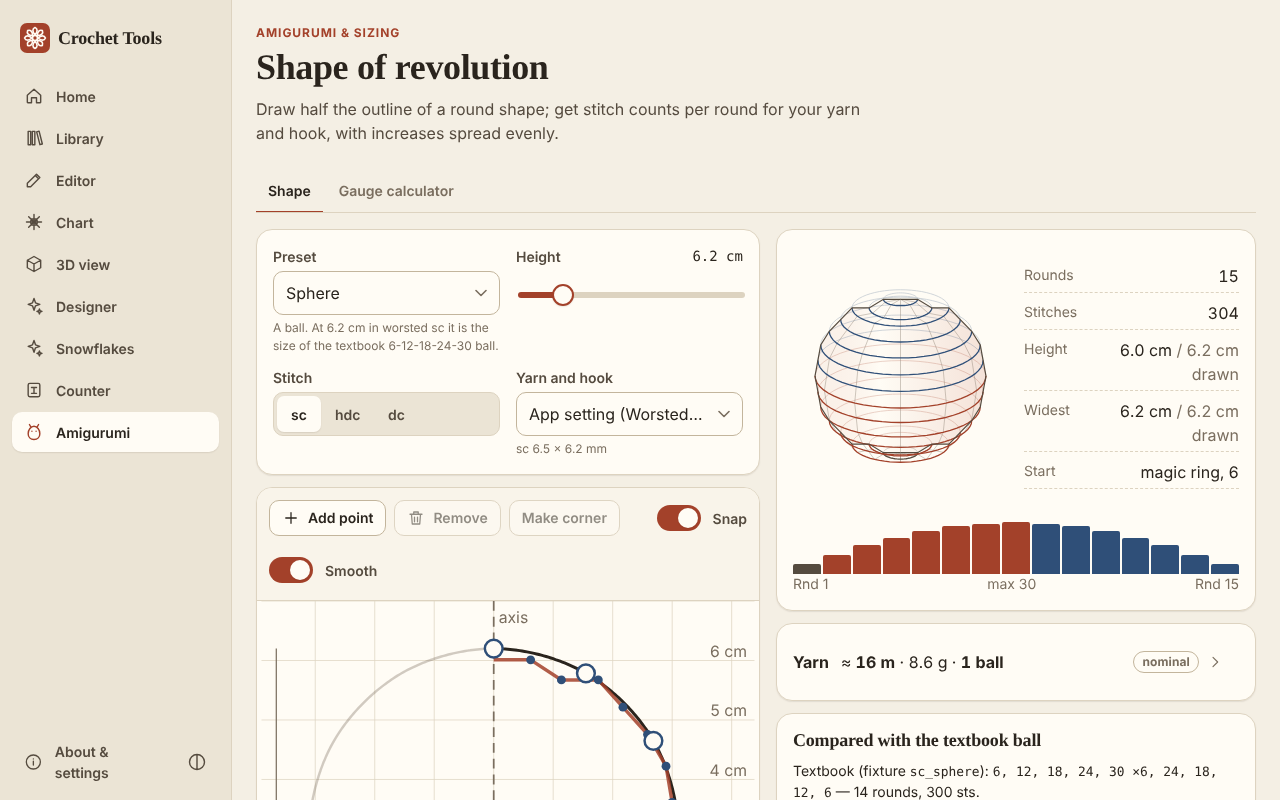 Crochet Tools
Home
Library
Editor
Chart
3D view
Designer
Snowflakes
Counter
Amigurumi
About &
settings
AMIGURUMI & SIZING
Shape of revolution
Draw half the outline of a round shape; get stitch counts per round for your yarn
and hook, with increases spread evenly.
Shape
Gauge calculator
Preset
Sphere
A ball. At 6.2 cm in worsted sc it is the
size of the textbook 6-12-18-24-30 ball.
Height
6.2 cm
Stitch
sc
hdc
dc
Yarn and hook
App setting (Worsted...
sc 6.5 × 6.2 mm
Add point
Remove
Make corner
Snap
Smooth
axis
6 cm
5 cm
4 cm
Rounds
15
Stitches
304
Height
6.0 cm / 6.2 cm
drawn
Widest
6.2 cm / 6.2 cm
drawn
Start
magic ring, 6
Rnd 1
max 30
Rnd 15
Yarn ≈ 16 m · 8.6 g · 1 ball
nominal
Compared with the textbook ball
Textbook (fixture sc_sphere): 6, 12, 18, 24, 30 ×6, 24, 18,
12, 6 — 14 rounds, 300 sts.